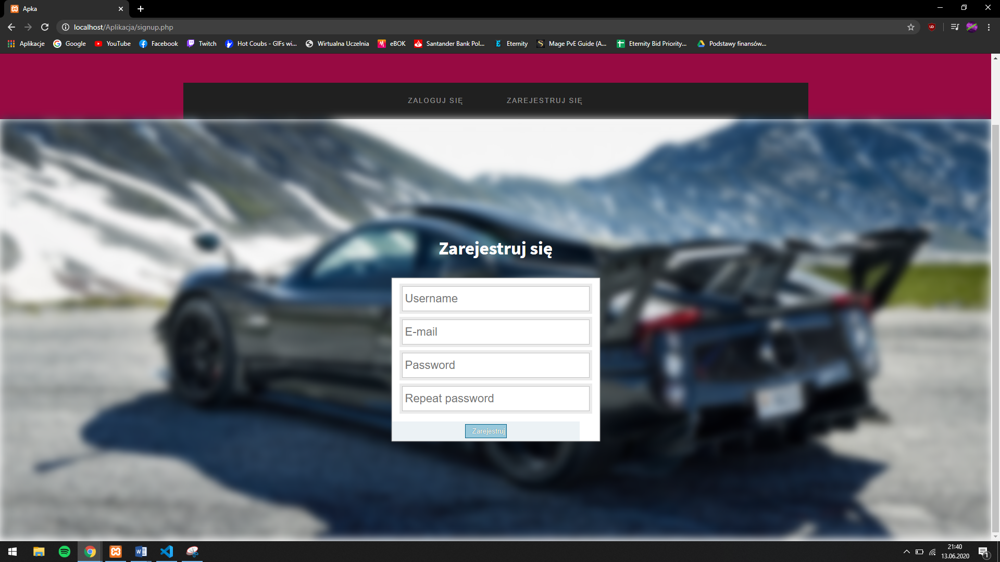 Apka
localhost/Aplikacja/signup.php
Aplikacje
Google
YouTube
Facebook
Twitch
Hot Coubs - GIFs wi...
Wirtualna Uczelnia
eBOK
Santander Bank Pol...
Eternity
Mage PvE Guide (A...
Eternity Bid Priority...
Podstawy finansów...
ZALOGUJ SIĘ
ZAREJESTRUJ SIĘ
Zarejestruj się
Username
E-mail
Password
Repeat password
Zarejestruj
21:40
13.06.2020
1